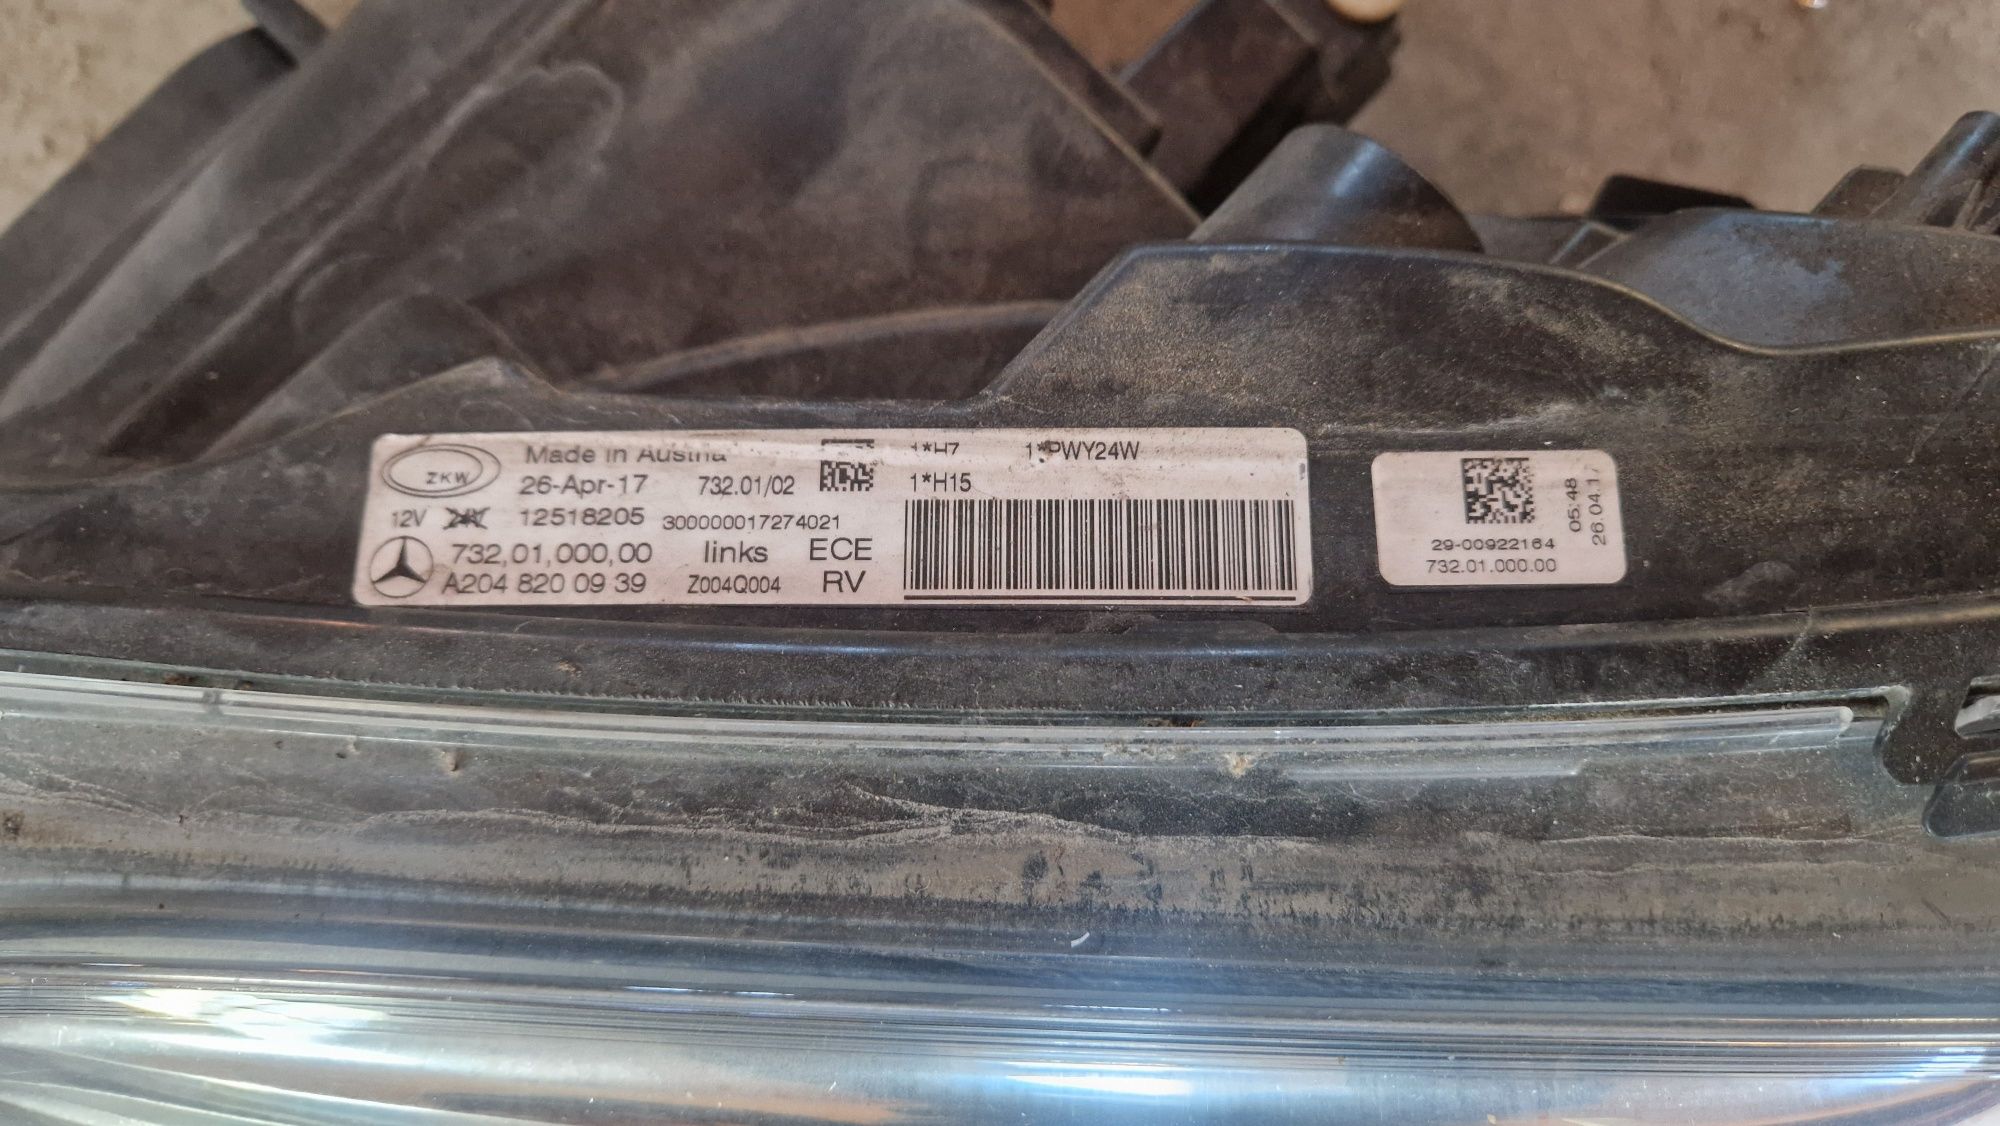 ZKW
Made in Austria
26-Apr-17 732.01/02
12V 24V 12518205 300000017274021
732,01,000,00 links ECE
A204 820 09 39 Z004Q004 RV
1*H7 1*PWY24W
1*H15
05:48
26.04.17
29-00922164
732.01.000.00